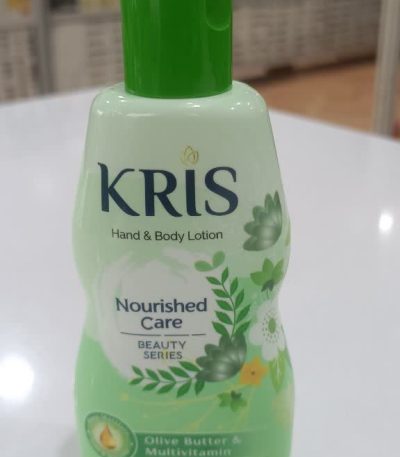 KRIS
Hand & Body Lotion
Nourished
Care
BEAUTY
SERIES
Olive Butter &
Multivitamin